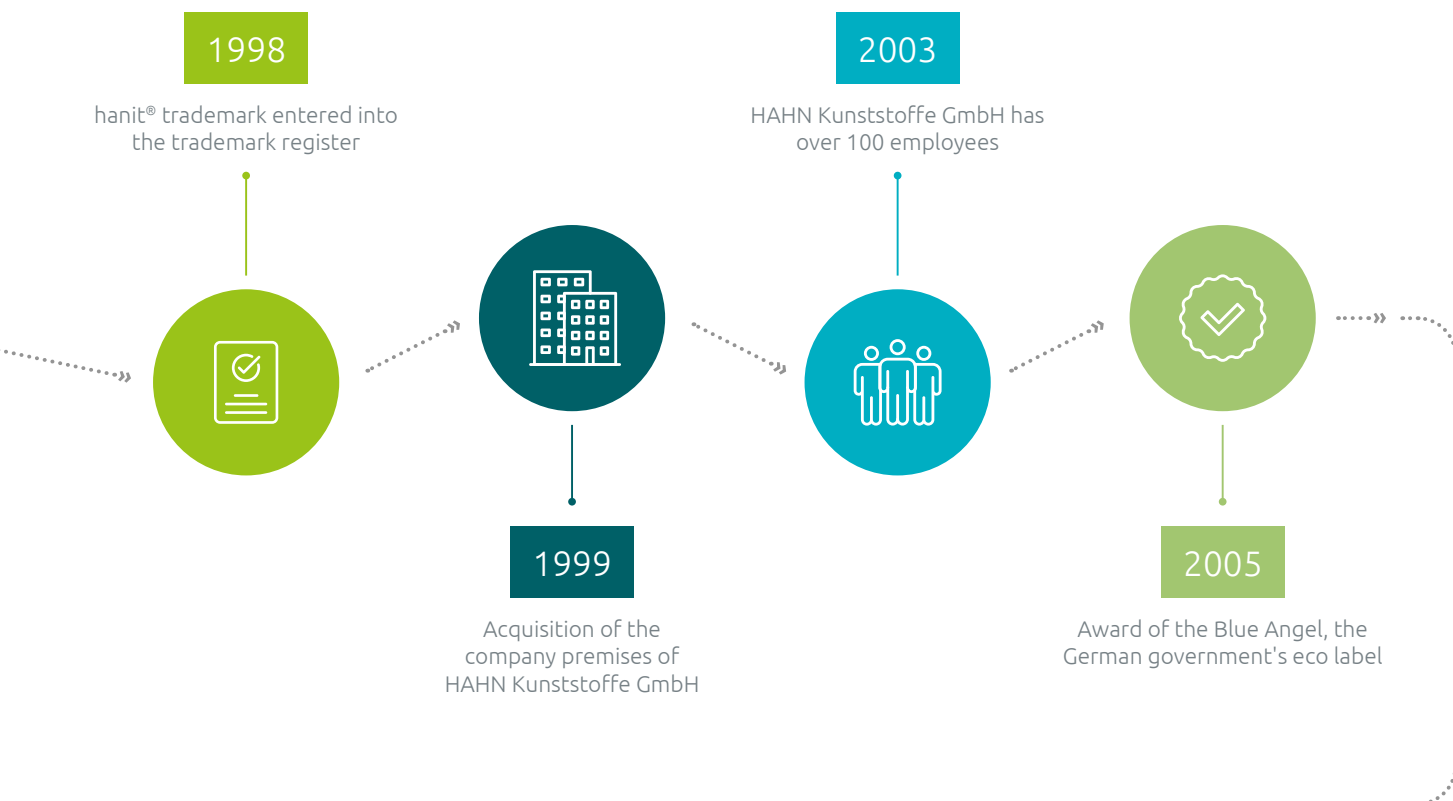 1998
hanit® trademark entered into
the trademark register
1999
Acquisition of the
company premises of
HAHN Kunststoffe GmbH
2003
HAHN Kunststoffe GmbH has
over 100 employees
2005
Award of the Blue Angel, the
German government's eco label